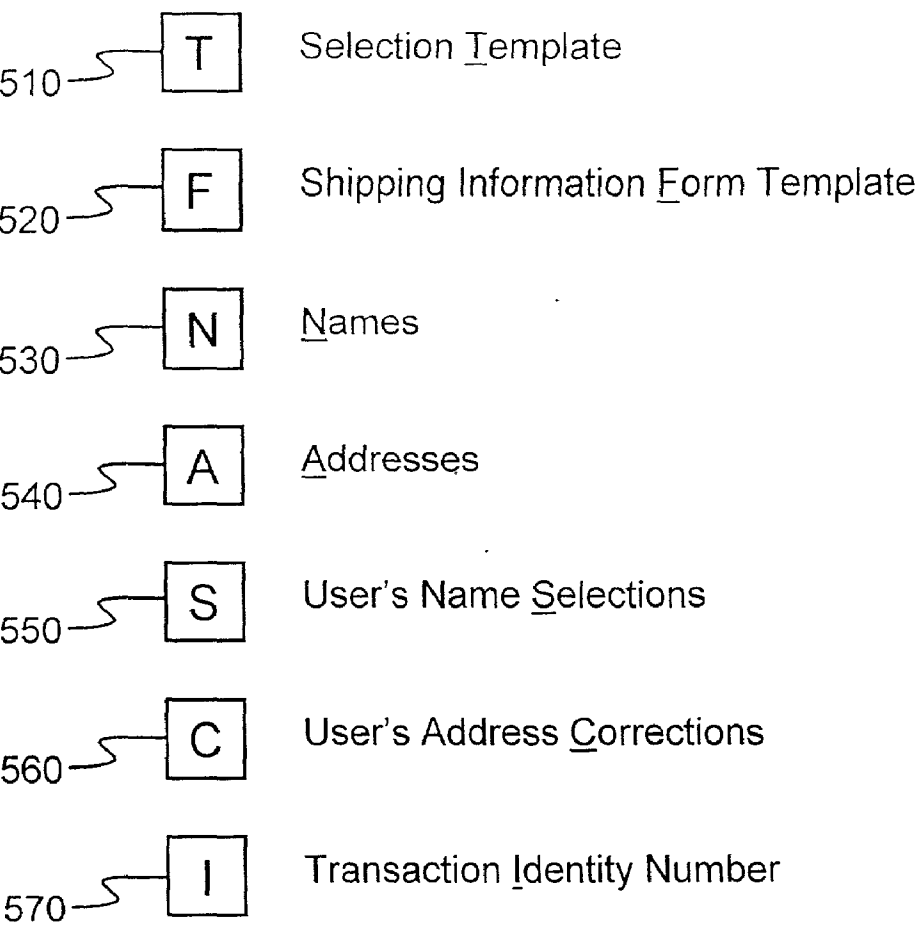 T Selection Template
510
F Shipping Information Form Template
520
N Names
530
A Addresses
540
S User's Name Selections
550
C User's Address Corrections
560
I Transaction Identity Number
570